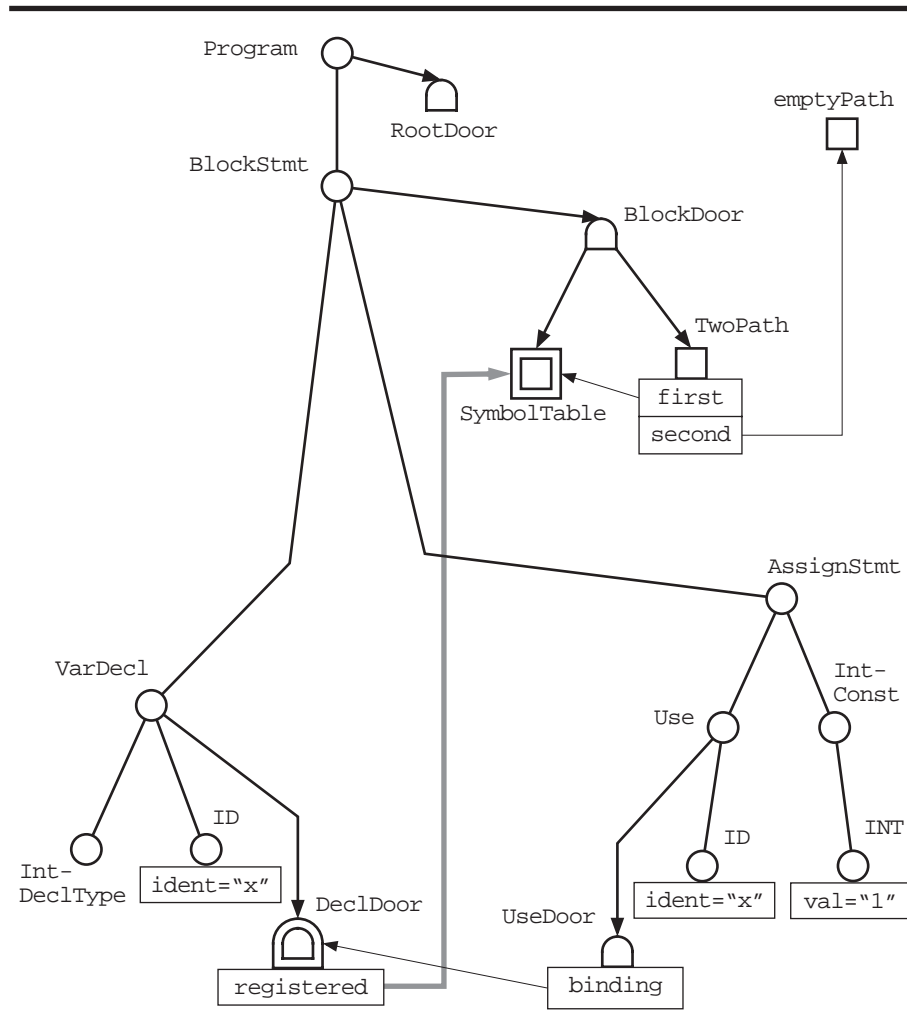 Program
RootDoor
emptyPath
BlockStmt
BlockDoor
TwoPath
first
SymbolTable
second
AssignStmt
VarDecl
Int-
Const
Use
ID
Int-
DeclType
ident=“x”
DeclDoor
registered
ID
INT
ident=“x”
val=“1”
UseDoor
binding